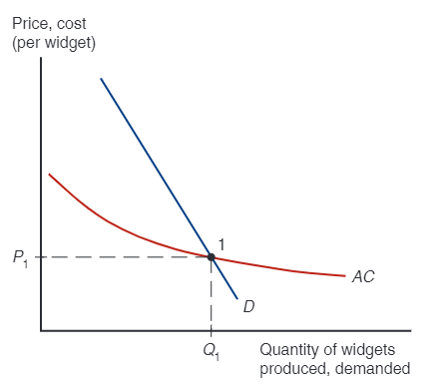 Price, cost
(per widget)
1
P₁
AC
D
Q₁
Quantity of widgets
produced, demanded